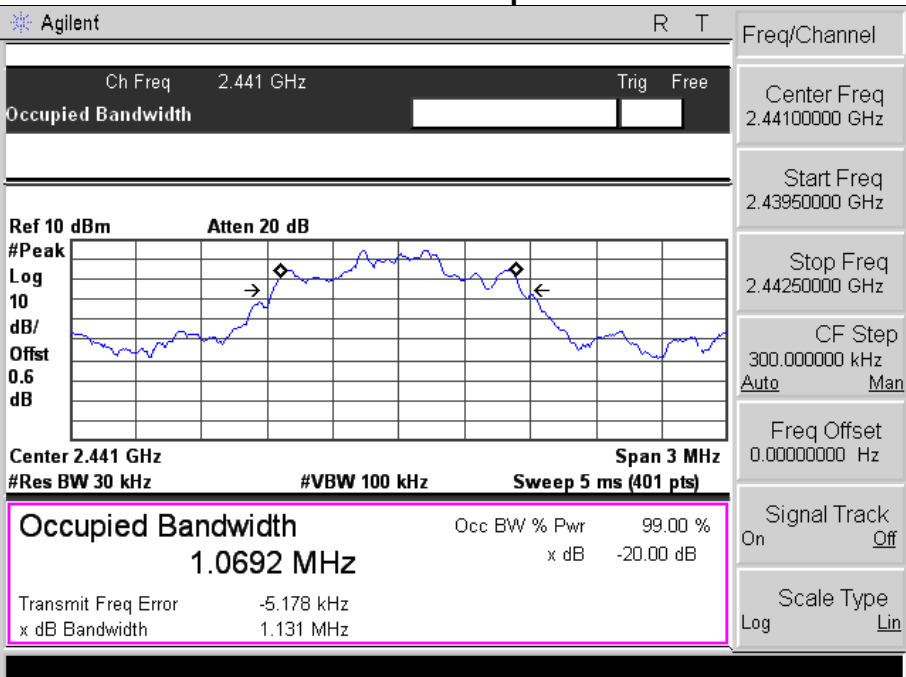 Agilent R T
Freq/Channel
Ch Freq 2.441 GHz Trig Free
Occupied Bandwidth
Center Freq
2.44100000 GHz
Start Freq
2.43950000 GHz
Ref 10 dBm Atten 20 dB
#Peak
Log
10
dB/
Offst
0.6
dB
Stop Freq
2.44250000 GHz
CF Step
300.000000 kHz
Auto Man
Freq Offset
0.00000000 Hz
Center 2.441 GHz Span 3 MHz
#Res BW 30 kHz #VBW 100 kHz Sweep 5 ms (401 pts)
Occupied Bandwidth Occ BW % Pwr 99.00 %
1.0692 MHz x dB -20.00 dB
Transmit Freq Error -5.178 kHz
x dB Bandwidth 1.131 MHz
Signal Track
On Off
Scale Type
Log Lin